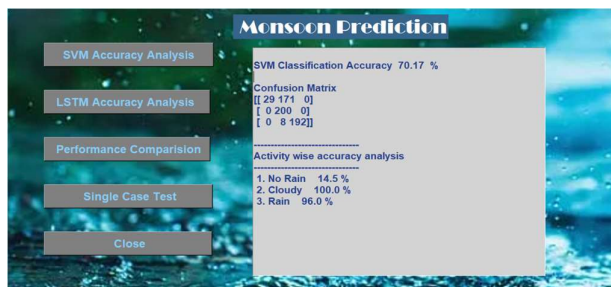 Monsoon Prediction
SVM Accuracy Analysis
LSTM Accuracy Analysis
Performance Comparision
Single Case Test
Close
SVM Classification Accuracy 70.17 %
Confusion Matrix
[[ 29 171 0]
[ 0 200 0]
[ 0 8 192]]
--------------------------------
Activity wise accuracy analysis
--------------------------------
1. No Rain 14.5 %
2. Cloudy 100.0 %
3. Rain 96.0 %